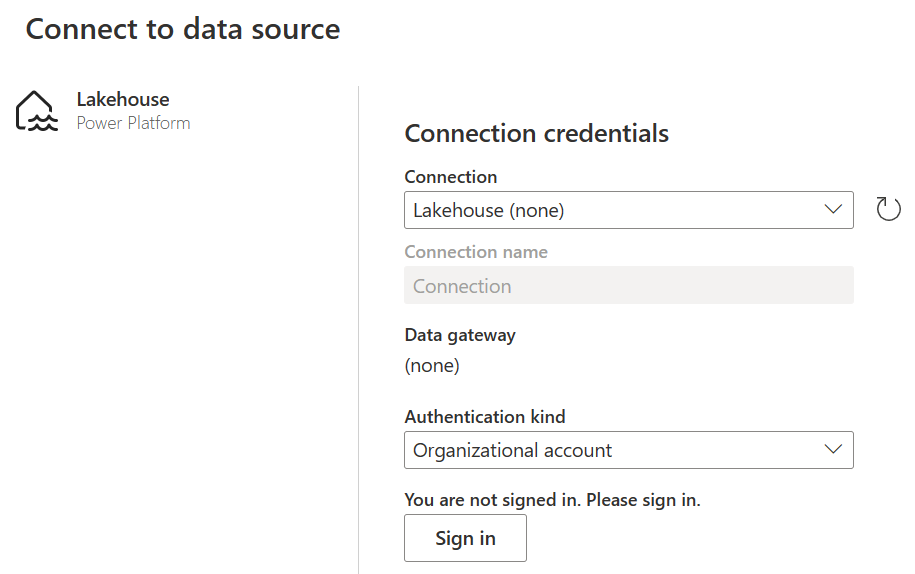 Connect to data source
Lakehouse
Power Platform
Connection credentials
Connection
Lakehouse (none)
Connection name
Connection
Data gateway
(none)
Authentication kind
Organizational account
You are not signed in. Please sign in.
Sign in